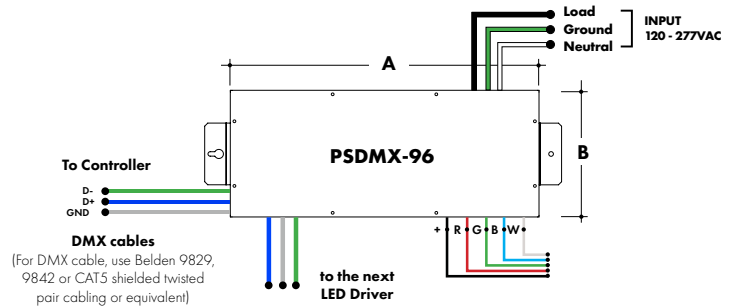 Load
Ground
Neutral
INPUT
120 - 277VAC
A
B
PSDMX-96
To Controller
D-
D+
GND
DMX cables
(For DMX cable, use Belden 9829,
9842 or CAT5 shielded twisted
pair cabling or equivalent)
+ R G B W
to the next
LED Driver